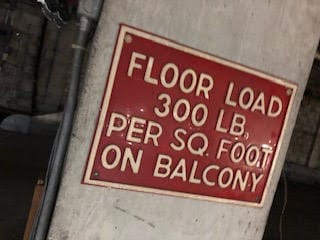 FLOOR LOAD
300 LB.
PER SQ. FOOT
ON BALCONY